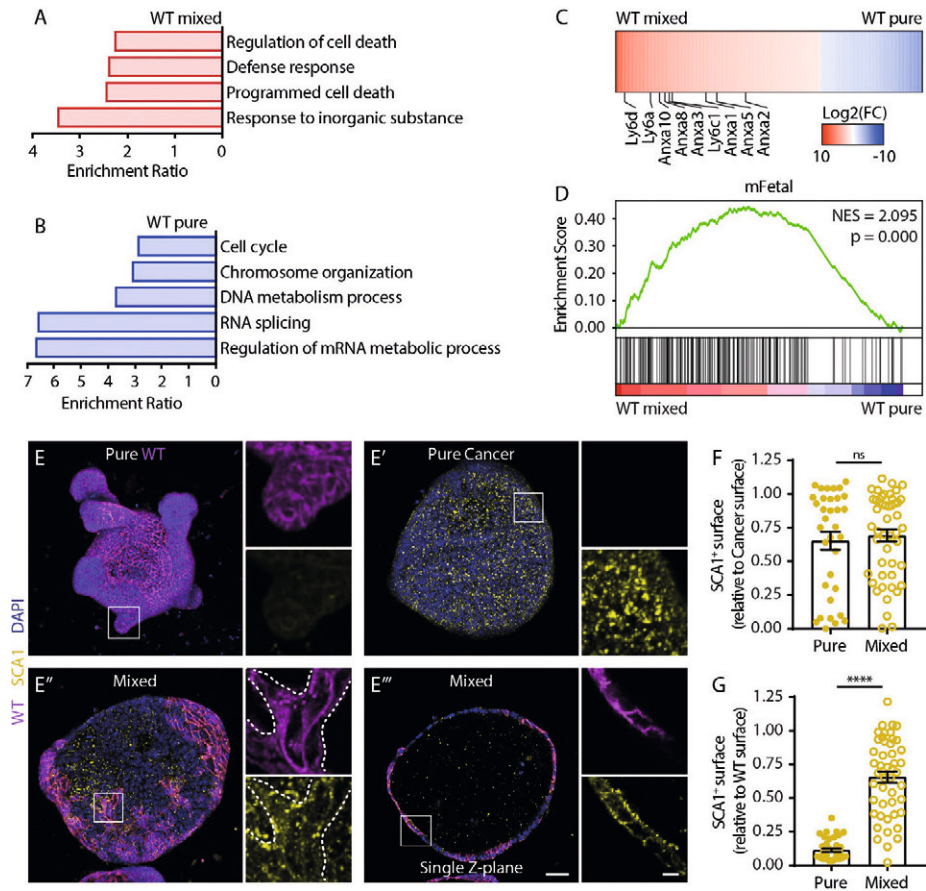 A
WT mixed
Regulation of cell death
Defense response
Programmed cell death
Response to inorganic substance
4 3 2 1 0
Enrichment Ratio
B
WT pure
Cell cycle
Chromosome organization
DNA metabolism process
RNA splicing
Regulation of mRNA metabolic process
7 6 5 4 3 2 1 0
Enrichment Ratio
C
WT mixed WT pure
Ly6d
Ly6a
Anxa10
Anxa8
Anxa3
Ly6c1
Anxa1
Anxa5
Anxa2
Log2(FC)
10 -10
D
mFetal
NES = 2.095
p = 0.000
Enrichment Score
0.40
0.30
0.20
0.10
0.00
WT mixed WT pure
WT SCA1 DAPI
E
Pure WT
E'
Pure Cancer
E''
Mixed
E'''
Mixed
Single Z-plane
F
ns
SCA1+ surface
(relative to Cancer surface)
1.25
1.00
0.75
0.50
0.25
0.00
Pure Mixed
G
****
SCA1+ surface
(relative to WT surface)
1.25
1.00
0.75
0.50
0.25
0.00
Pure Mixed